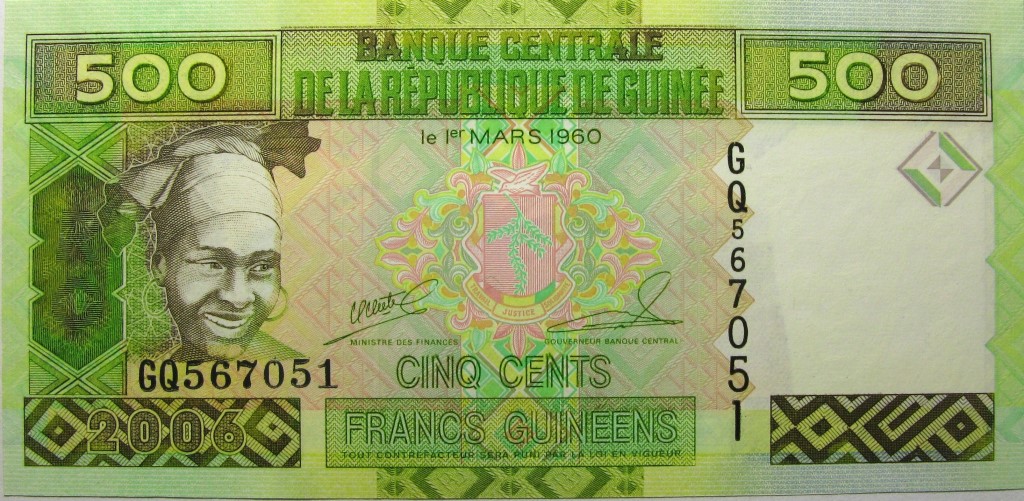 BANQUE CENTRALE
DE LA RÉPUBLIQUE DE GUINÉE
500
500
le 1er MARS 1960
GQ567051
JUSTICE
MINISTRE DES FINANCES
GOUVERNEUR BANQUE CENTRAL
GQ567051
CINQ CENTS
2006
FRANCS GUINEENS
TOUT CONTREFACTEUR SERA PUNI PAR LA LOI EN VIGUEUR